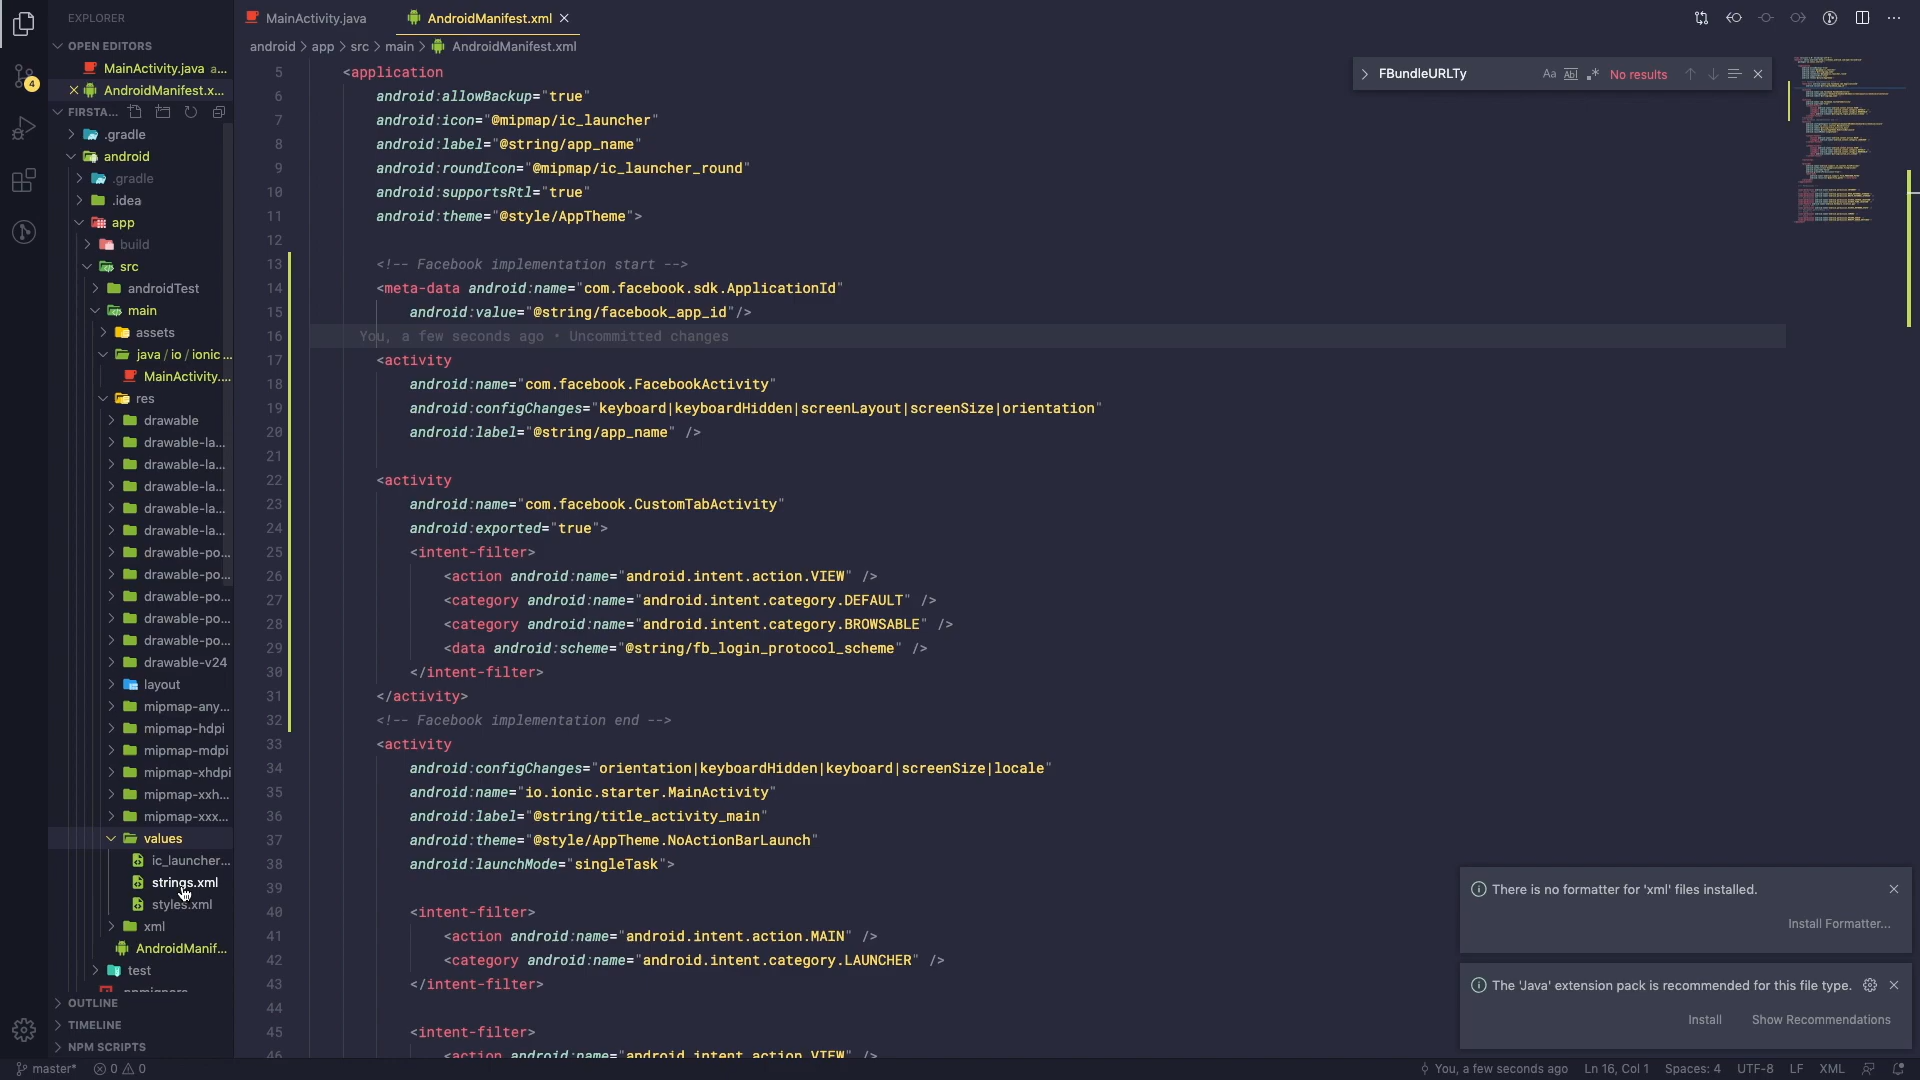 EXPLORER
OPEN EDITORS
MainActivity.java a...
AndroidManifest.x...
FIRSTA...
.gradle
android
.gradle
.idea
app
build
src
androidTest
main
assets
java / io / ionic ...
MainActivity....
res
drawable
drawable-la...
drawable-la...
drawable-la...
drawable-la...
drawable-la...
drawable-po...
drawable-po...
drawable-po...
drawable-po...
drawable-po...
drawable-v24
layout
mipmap-any...
mipmap-hdpi
mipmap-mdpi
mipmap-xhdpi
mipmap-xxh...
mipmap-xxx...
values
ic_launcher...
strings.xml
styles.xml
xml
AndroidManif...
test
OUTLINE
TIMELINE
NPM SCRIPTS
4
MainActivity.java
AndroidManifest.xml
android > app > src > main > AndroidManifest.xml
FBundleURLTy
Aa Abl .* No results
5 <application
6 android:allowBackup="true"
7 android:icon="@mipmap/ic_launcher"
8 android:label="@string/app_name"
9 android:roundIcon="@mipmap/ic_launcher_round"
10 android:supportsRtl="true"
11 android:theme="@style/AppTheme">
12
13 <!-- Facebook implementation start -->
14 <meta-data android:name="com.facebook.sdk.ApplicationId"
15 android:value="@string/facebook_app_id"/>
16 You, a few seconds ago • Uncommitted changes
17 <activity
18 android:name="com.facebook.FacebookActivity"
19 android:configChanges="keyboard|keyboardHidden|screenLayout|screenSize|orientation"
20 android:label="@string/app_name" />
21
22 <activity
23 android:name="com.facebook.CustomTabActivity"
24 android:exported="true">
25 <intent-filter>
26 <action android:name="android.intent.action.VIEW" />
27 <category android:name="android.intent.category.DEFAULT" />
28 <category android:name="android.intent.category.BROWSABLE" />
29 <data android:scheme="@string/fb_login_protocol_scheme" />
30 </intent-filter>
31 </activity>
32 <!-- Facebook implementation end -->
33 <activity
34 android:configChanges="orientation|keyboardHidden|keyboard|screenSize|locale"
35 android:name="io.ionic.starter.MainActivity"
36 android:label="@string/title_activity_main"
37 android:theme="@style/AppTheme.NoActionBarLaunch"
38 android:launchMode="singleTask">
39
40 <intent-filter>
41 <action android:name="android.intent.action.MAIN" />
42 <category android:name="android.intent.category.LAUNCHER" />
43 </intent-filter>
44
45 <intent-filter>
46 <action android:name="android.intent.action.VIEW" />
There is no formatter for 'xml' files installed.
Install Formatter...
The 'Java' extension pack is recommended for this file type.
Install Show Recommendations
master* 0 0
You, a few seconds ago Ln 16, Col 1 Spaces: 4 UTF-8 LF XML